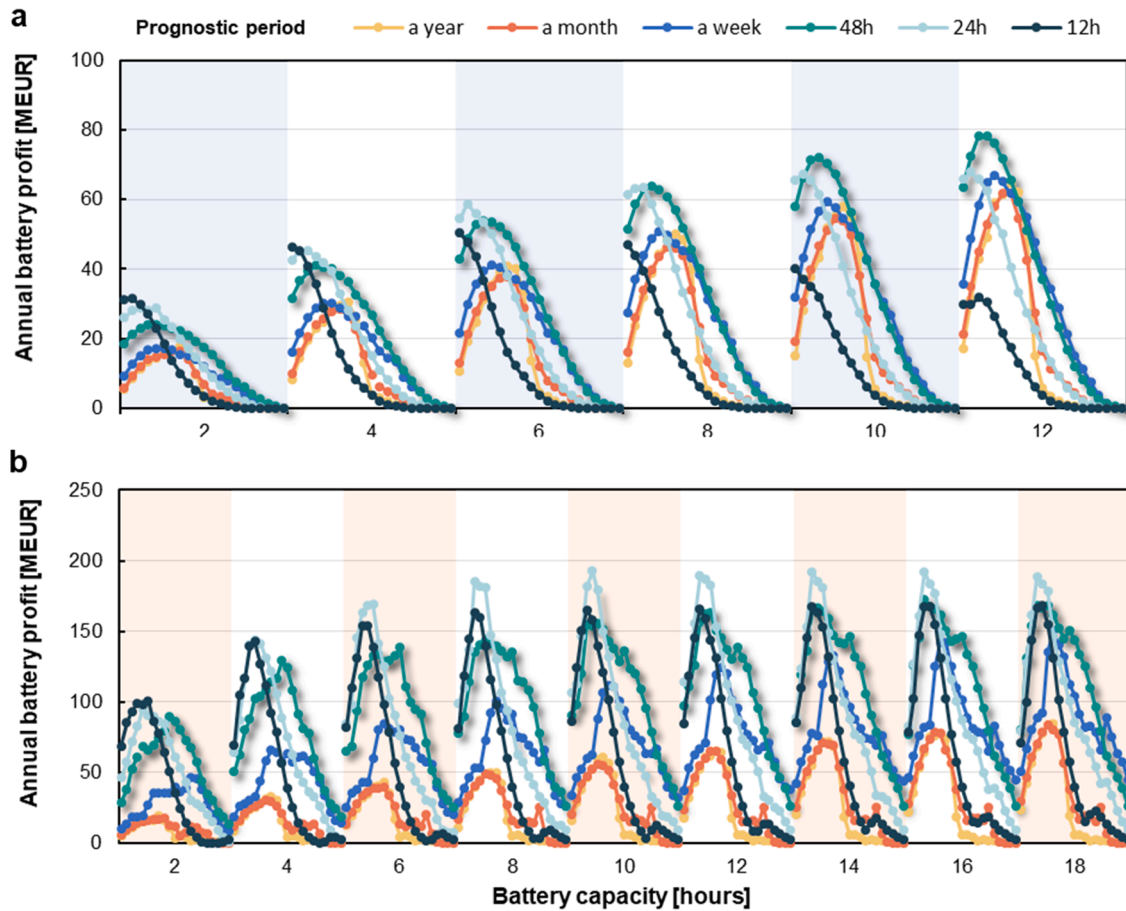 a
Prognostic period a year a month a week 48h 24h 12h
Annual battery profit [MEUR]
100
80
60
40
20
0
2 4 6 8 10 12
b
Annual battery profit [MEUR]
250
200
150
100
50
0
2 4 6 8 10 12 14 16 18
Battery capacity [hours]